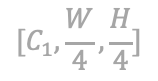 [C₁, W/4, H/4]